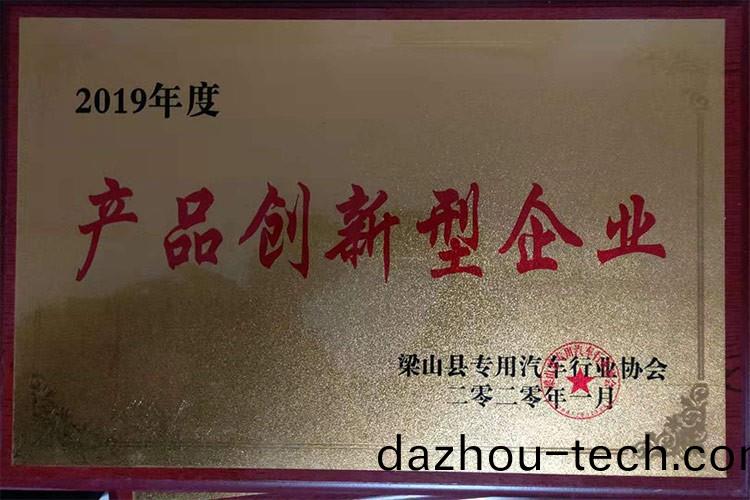 2019年度
产品创新型企业
梁山县专用汽车行业协会
二零二零年一月
dazhou-tech.com